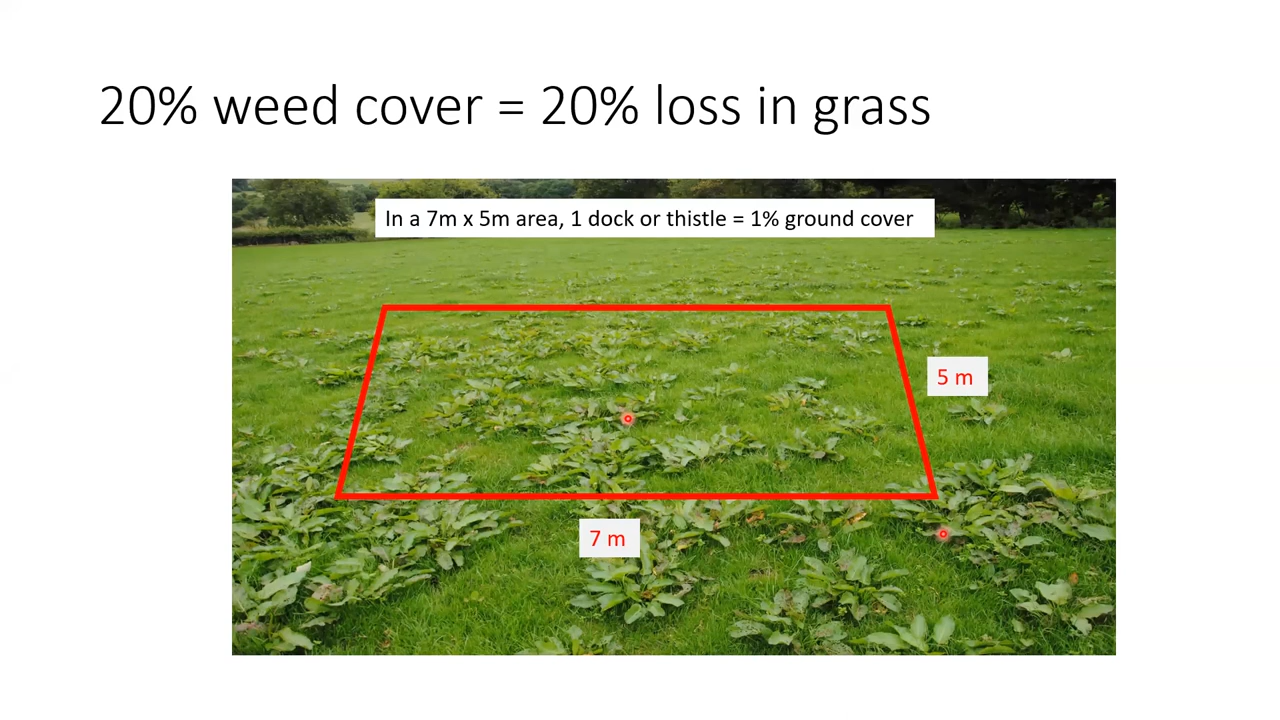 20% weed cover = 20% loss in grass
In a 7m x 5m area, 1 dock or thistle = 1% ground cover
5 m
7 m